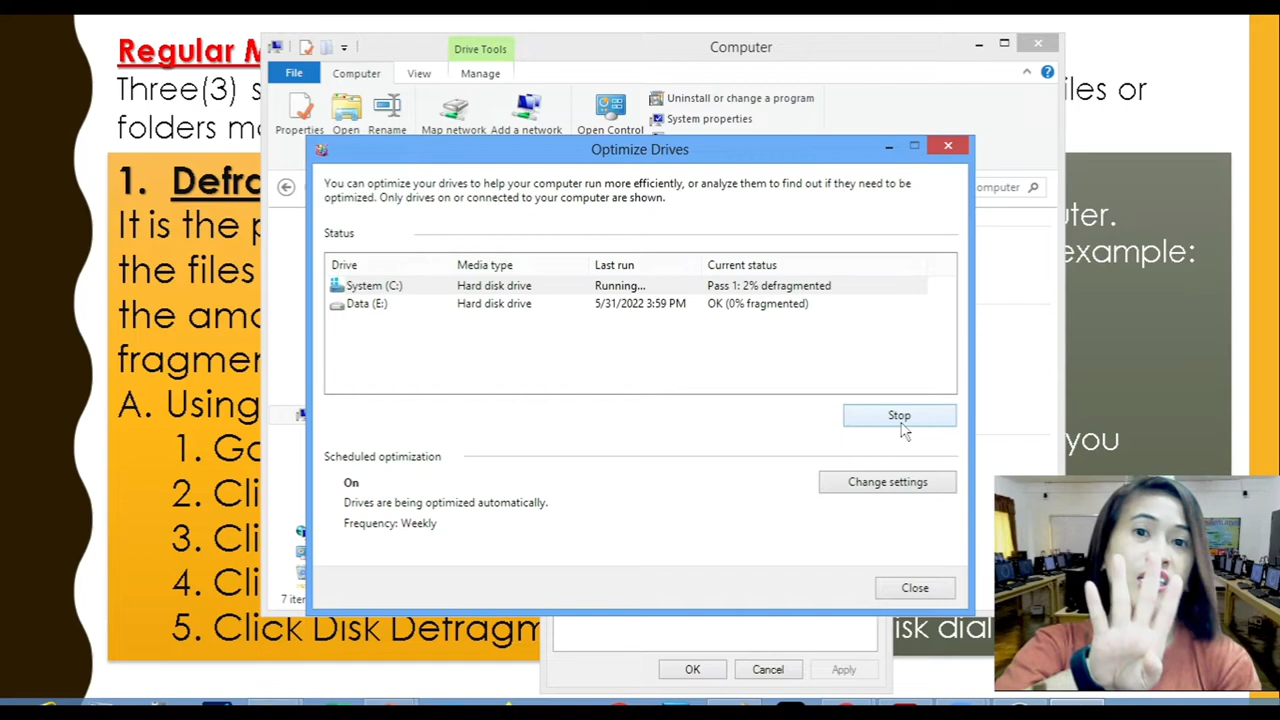 Regular M
Three(3) s
iles or
folders ma
1. Defra
It is the p
the files
the amo
fragmen
A. Using
1. Go
2. Cli
3. Cli
4. Cli
5. Click Disk Defragm
uter.
example:
you
isk dial
Drive Tools
Computer
File
Computer
View
Manage
Properties
Open
Rename
Map network
Add a network
Open Control
Uninstall or change a program
System properties
omputer
7 iten
Optimize Drives
You can optimize your drives to help your computer run more efficiently, or analyze them to find out if they need to be
optimized. Only drives on or connected to your computer are shown.
Status
Drive Media type Last run Current status
System (C:) Hard disk drive Running... Pass 1: 2% defragmented
Data (E:) Hard disk drive 5/31/2022 3:59 PM OK (0% fragmented)
Stop
Scheduled optimization
On
Change settings
Drives are being optimized automatically.
Frequency: Weekly
Close
OK Cancel Apply